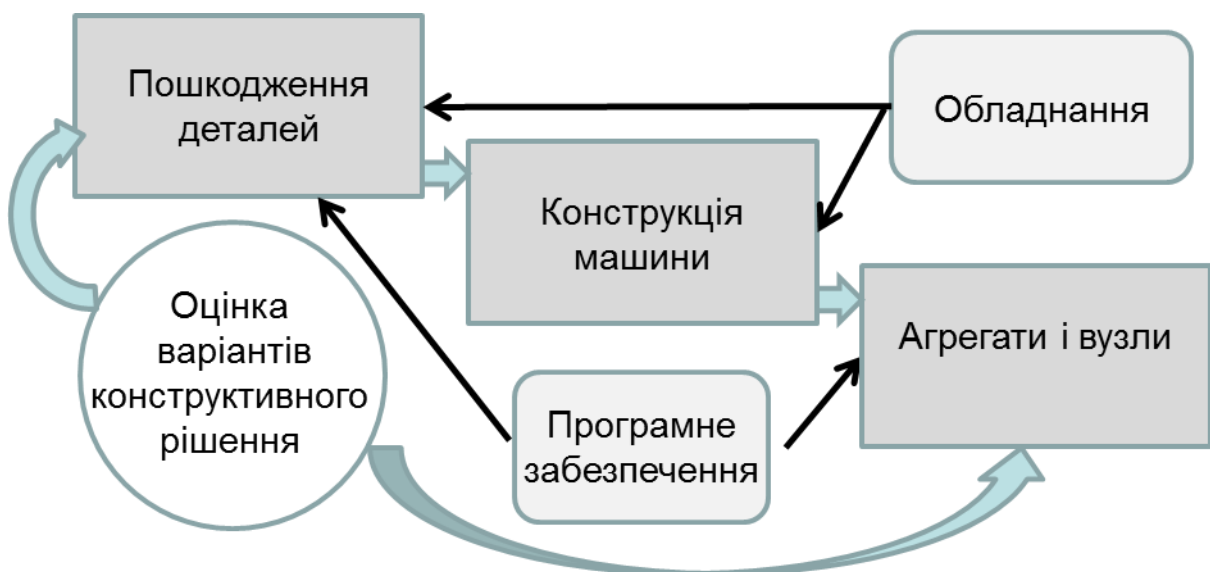 Пошкодження
деталей
Обладнання
Конструкція
машини
Агрегати і вузли
Оцінка
варіантів
конструктивного
рішення
Програмне
забезпечення